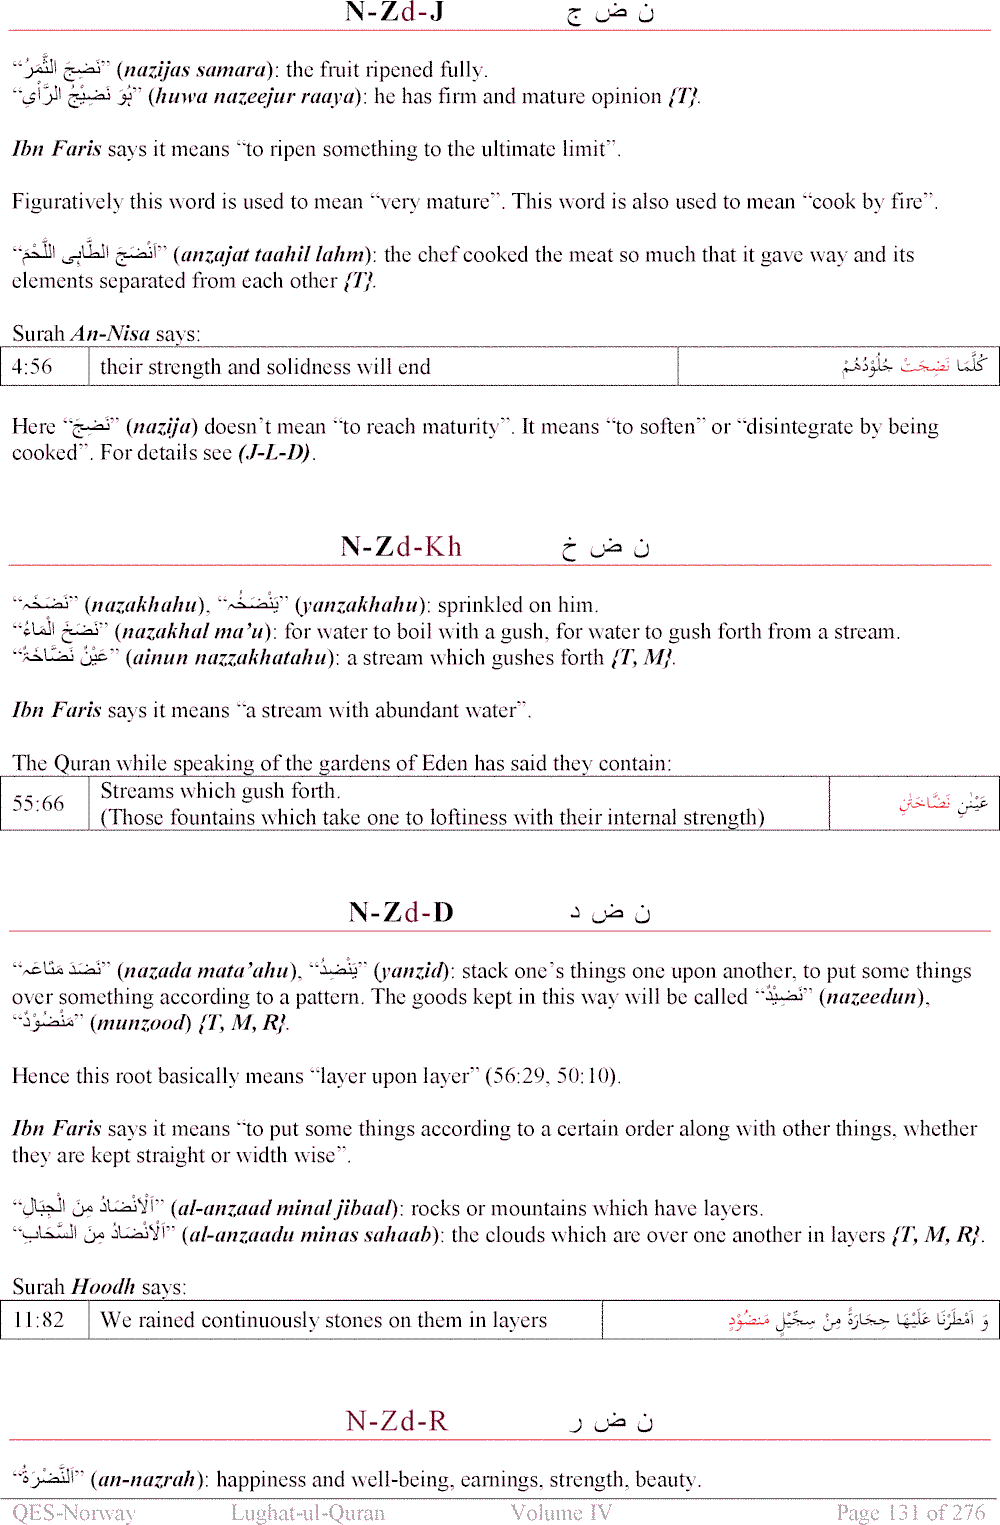 N-Zd-J ن ض ج
“نَضِجَ الثَّمَرُ” (nazijas samara): the fruit ripened fully.
“ہُوَ نَضِیْجُ الرَّأْیِ” (huwa nazeejur raaya): he has firm and mature opinion {T}.
Ibn Faris says it means “to ripen something to the ultimate limit”.
Figuratively this word is used to mean “very mature”. This word is also used to mean “cook by fire”.
“اَنْضَجَ الطَّاہِی اللَّحْمَ” (anzajat taahil lahm): the chef cooked the meat so much that it gave way and its
elements separated from each other {T}.
Surah An-Nisa says:
4:56 their strength and solidness will end كُلَّمَا نَضِجَتْ جُلُوْدُهُمْ
Here “نَضِجَ” (nazija) doesn’t mean “to reach maturity”. It means “to soften” or “disintegrate by being
cooked”. For details see (J-L-D).
N-Zd-Kh ن ض خ
“نَضَخَہ” (nazakhahu), “یَنْضَخُہ” (yanzakhahu): sprinkled on him.
“نَضَخَ الْمَاءُ” (nazakhal ma’u): for water to boil with a gush, for water to gush forth from a stream.
“عَیْنٌ نَضَّاخَۃٌ” (ainun nazzakhatahu): a stream which gushes forth {T, M}.
Ibn Faris says it means “a stream with abundant water”.
The Quran while speaking of the gardens of Eden has said they contain:
55:66 Streams which gush forth. عَيْنٰنِ نَضَّاخَتٰنِ
(Those fountains which take one to loftiness with their internal strength)
N-Zd-D ن ض د
“نَضَدَ مَتَاعَہ” (nazada mata’ahu), “یَنْضِدُ” (yanzid): stack one’s things one upon another, to put some things
over something according to a pattern. The goods kept in this way will be called “نَضِیْدٌ” (nazeedun),
“مَنْضُوْدٌ” (munzood) {T, M, R}.
Hence this root basically means “layer upon layer” (56:29, 50:10).
Ibn Faris says it means “to put some things according to a certain order along with other things, whether
they are kept straight or width wise”.
“اَلْاَنْضَادُ مِنَ الْجِبَالِ” (al-anzaad minal jibaal): rocks or mountains which have layers.
“اَلْاَنْضَادُ مِنَ السَّحَابِ” (al-anzaadu minas sahaab): the clouds which are over one another in layers {T, M, R}.
Surah Hoodh says:
11:82 We rained continuously stones on them in layers وَ اَمْطَرْنَا عَلَيْهَا حِجَارَةً مِنْ سِجِّيْلٍ مَنضُوْدٍ
N-Zd-R ن ض ر
“اَلنَّضْرَۃُ” (an-nazrah): happiness and well-being, earnings, strength, beauty.
QES-Norway Lughat-ul-Quran Volume IV Page 131 of 276